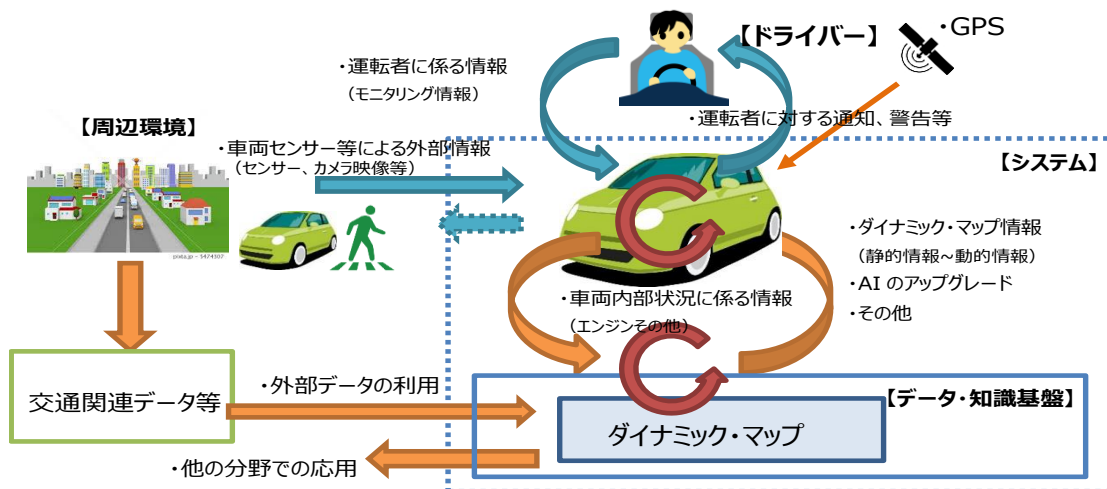 【ドライバー】
・GPS
・運転者に係る情報
(モニタリング情報)
・運転者に対する通知、警告等
【周辺環境】
・車両センサー等による外部情報
(センサー、カメラ映像等)
【システム】
pixta.jp - 5474307
・ダイナミック・マップ情報
(静的情報~動的情報)
・AI のアップグレード
・その他
・車両内部状況に係る情報
(エンジンその他)
交通関連データ等
・外部データの利用
【データ・知識基盤】
ダイナミック・マップ
・他の分野での応用